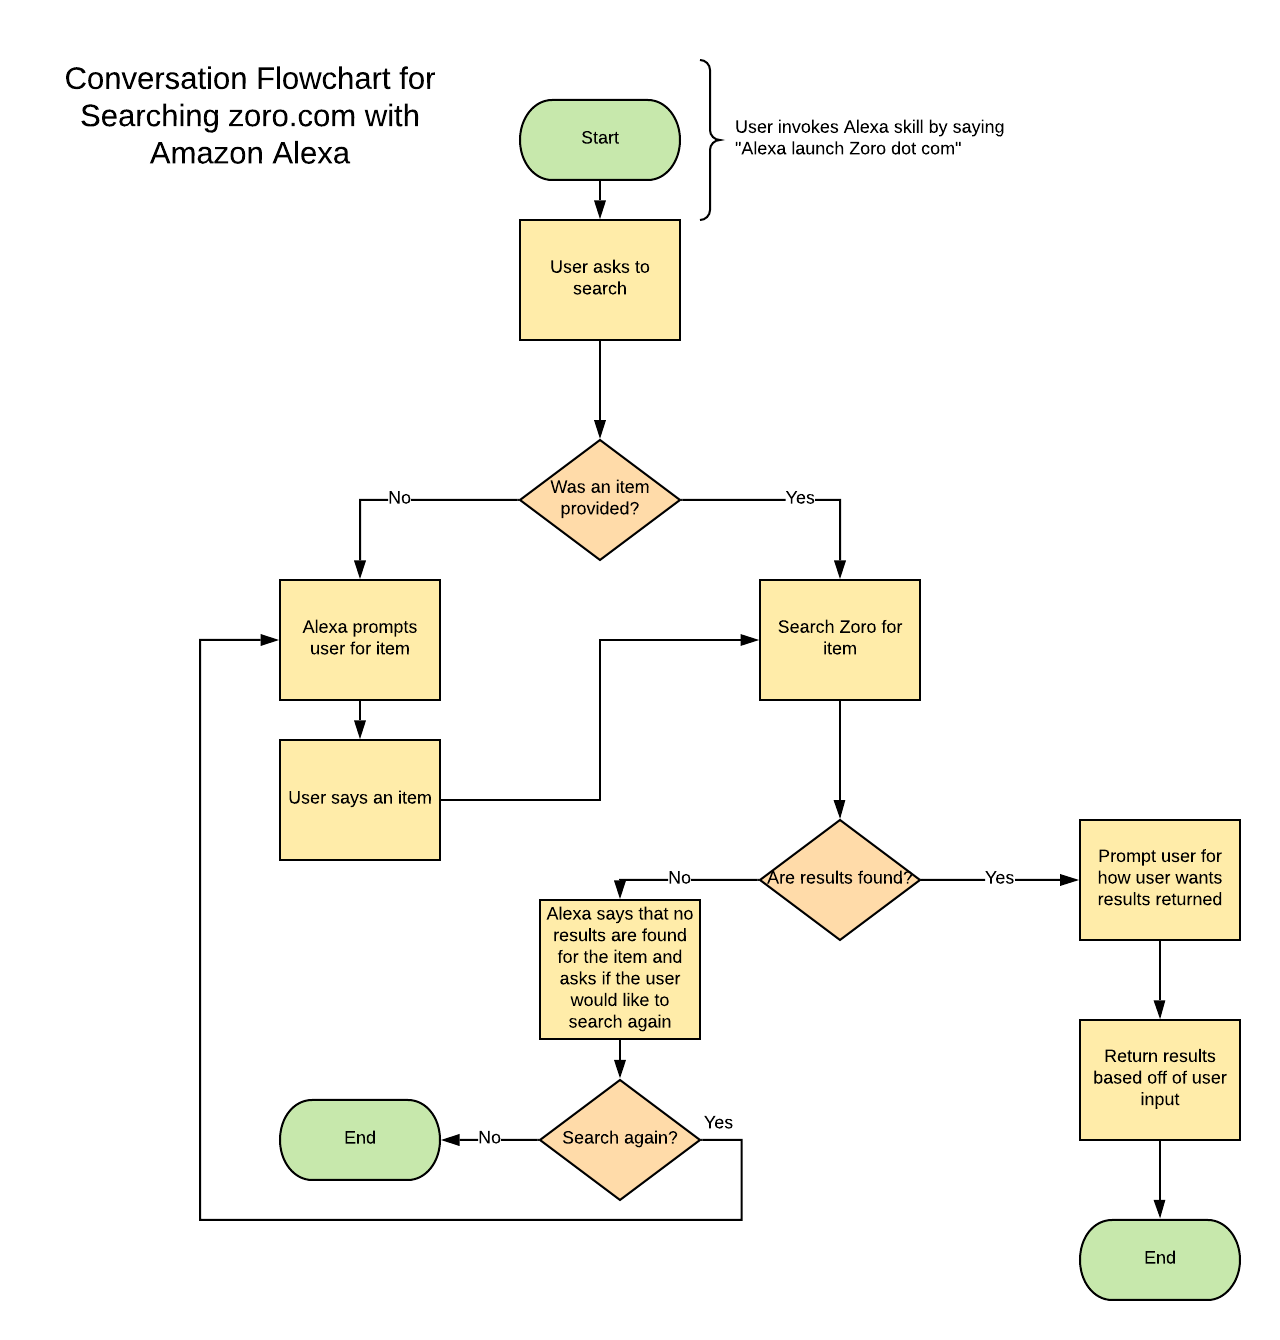 Conversation Flowchart for
Searching zoro.com with
Amazon Alexa
Start
User invokes Alexa skill by saying
"Alexa launch Zoro dot com"
User asks to
search
Was an item
provided?
No
Yes
Alexa prompts
user for item
Search Zoro for
item
User says an item
Are results found?
No
Yes
Prompt user for
how user wants
results returned
Alexa says that no
results are found
for the item and
asks if the user
would like to
search again
Return results
based off of user
input
Search again?
Yes
No
End
End